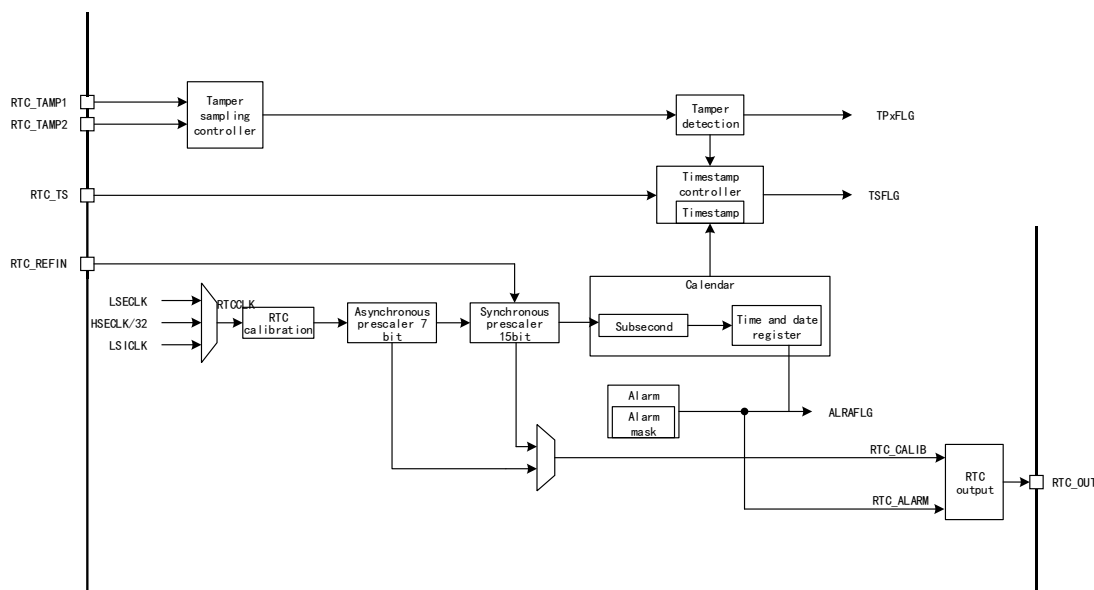 RTC_TAMP1
RTC_TAMP2
Tamper
sampling
controller
Tamper
detection
TPxFLG
RTC_TS
Timestamp
controller
Timestamp
TSFLG
RTC_REFIN
LSECLK
HSECLK/32
LSICLK
RTCCLK
RTC
calibration
Asynchronous
prescaler 7
bit
Synchronous
prescaler
15bit
Calendar
Subsecond
Time and date
register
Alarm
Alarm
mask
ALRAFLG
RTC_CALIB
RTC_ALARM
RTC
output
RTC_OUT